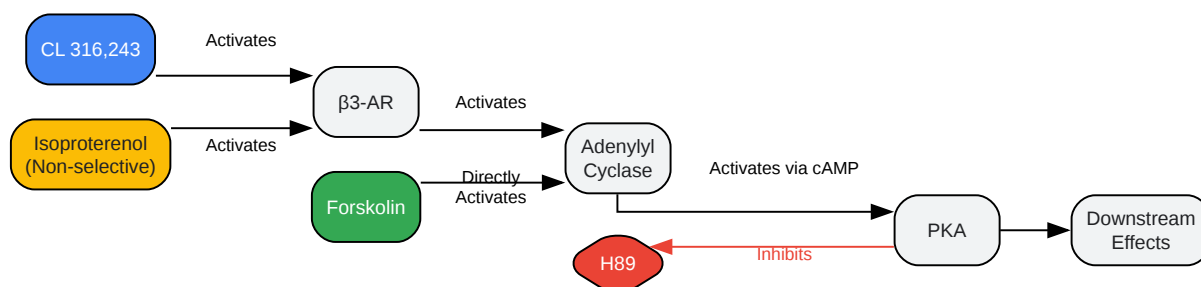 CL 316,243
Activates
Isoproterenol
(Non-selective)
Activates
β3-AR
Activates
Forskolin
Directly
Activates
Adenylyl
Cyclase
Activates via cAMP
H89
Inhibits
PKA
Downstream
Effects